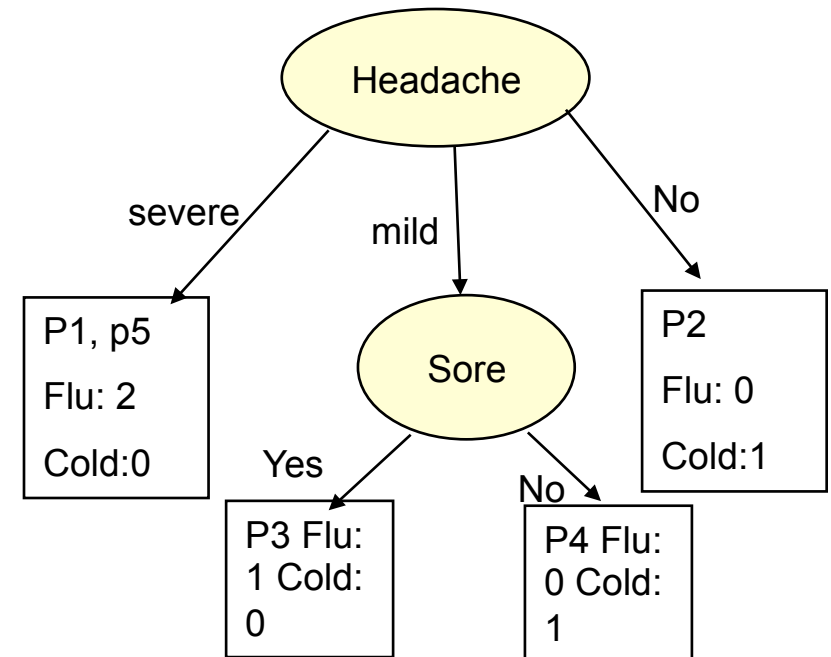 Headache
severe
mild
No
P1, p5
Flu: 2
Cold:0
Sore
P2
Flu: 0
Cold:1
Yes
No
P3 Flu:
1 Cold:
0
P4 Flu:
0 Cold:
1